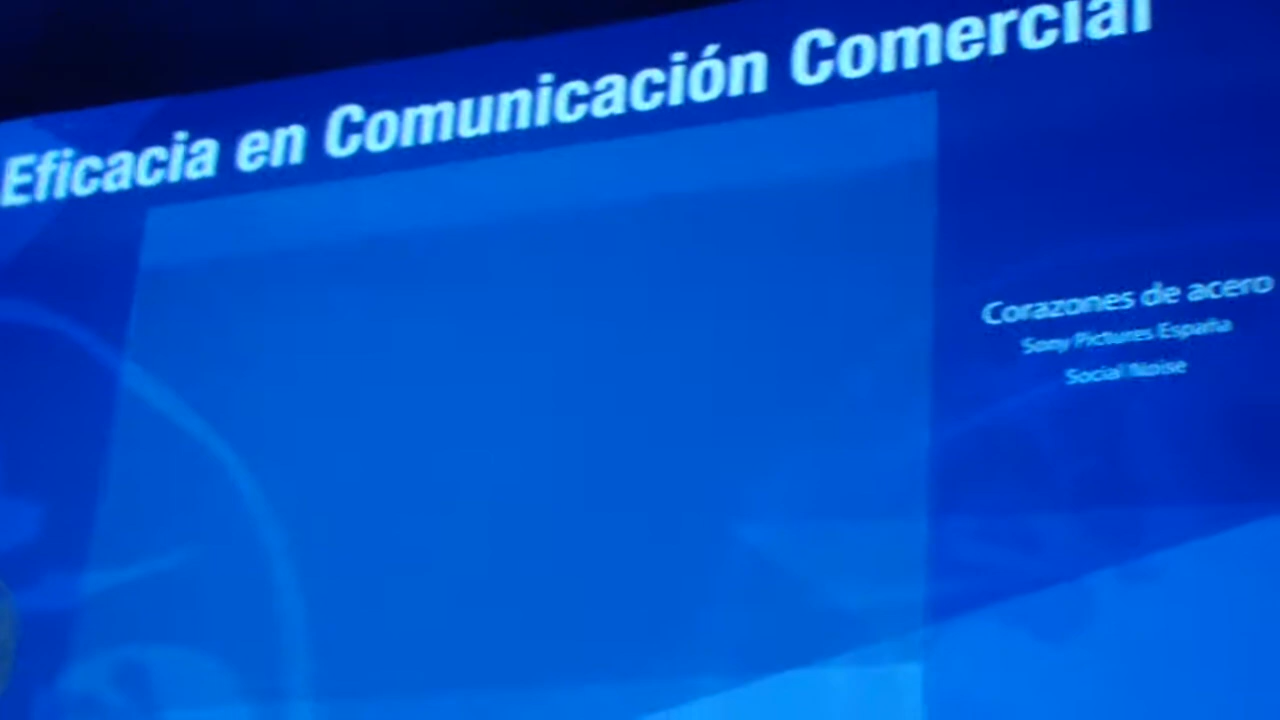 Eficacia en Comunicación Comercial
Corazones de acero
Sony Pictures España
Social Noise